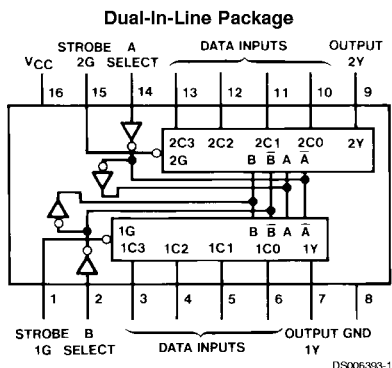 Dual-In-Line Package
STROBE A DATA INPUTS OUTPUT
VCC 2G SELECT 2Y
16 15 14 13 12 11 10 9
2C3 2C2 2C1 2C0 2Y
2G B B̅ A A̅
1G B B̅ A A̅
1C3 1C2 1C1 1C0 1Y
1 2 3 4 5 6 7 8
STROBE B DATA INPUTS OUTPUT GND
1G SELECT 1Y
DS006393-1